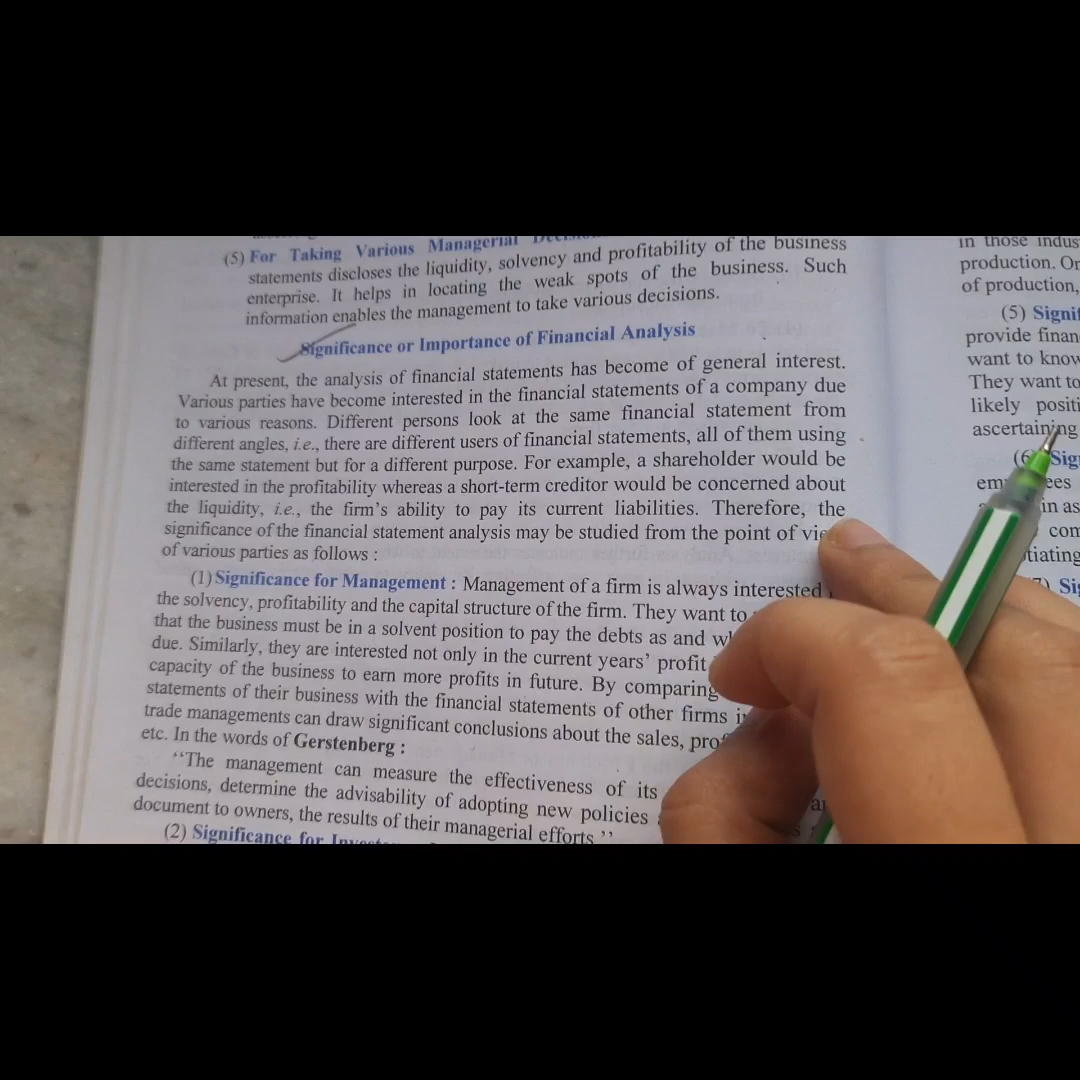 (5) For Taking Various Managerial
statements discloses the liquidity, solvency and profitability of the business
enterprise. It helps in locating the weak spots of the business. Such
information enables the management to take various decisions.
Significance or Importance of Financial Analysis
At present, the analysis of financial statements has become of general interest.
Various parties have become interested in the financial statements of a company due
to various reasons. Different persons look at the same financial statement from
different angles, i.e., there are different users of financial statements, all of them using
the same statement but for a different purpose. For example, a shareholder would be
interested in the profitability whereas a short-term creditor would be concerned about
the liquidity, i.e., the firm's ability to pay its current liabilities. Therefore, the
significance of the financial statement analysis may be studied from the point of
of various parties as follows :
(1) Significance for Management : Management of a firm is always interested
the solvency, profitability and the capital structure of the firm. They want to
that the business must be in a solvent position to pay the debts as and
due. Similarly, they are interested not only in the current years' profit
capacity of the business to earn more profits in future. By comparing
statements of their business with the financial statements of other firms
trade managements can draw significant conclusions about the sales,
etc. In the words of Gerstenberg :
"The management can measure the effectiveness of its
decisions, determine the advisability of adopting new policies
document to owners, the results of their managerial efforts."
(2) Significance for
in those
production.
of production,
(5)
provide
want to know
They want to
likely
ascertaining